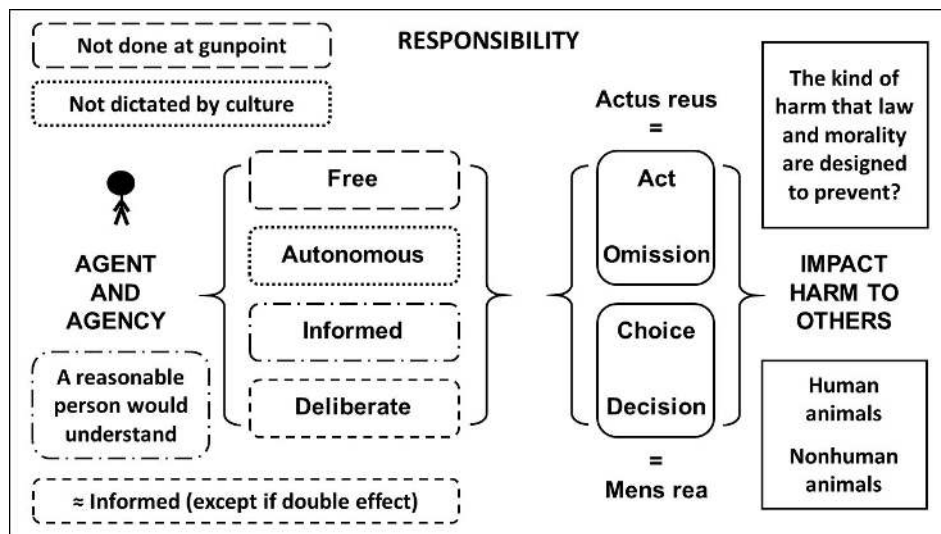 RESPONSIBILITY
Not done at gunpoint
Not dictated by culture
AGENT
AND
AGENCY
A reasonable
person would
understand
≈ Informed (except if double effect)
Free
Autonomous
Informed
Deliberate
Actus reus
=
Act
Omission
Choice
Decision
=
Mens rea
The kind of
harm that law
and morality
are designed
to prevent?
IMPACT
HARM TO
OTHERS
Human
animals
Nonhuman
animals